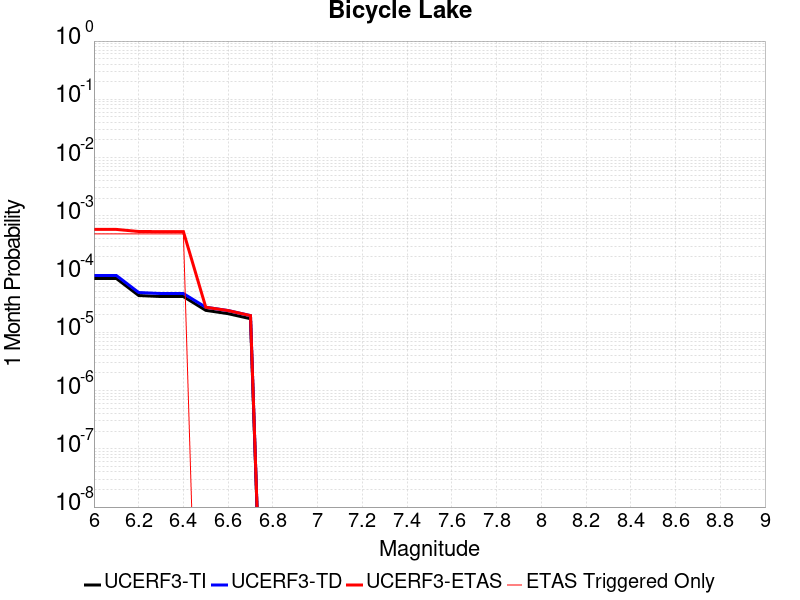 Bicycle Lake
10 0
10 -1
10 -2
10 -3
10 -4
10 -5
10 -6
10 -7
10 -8
1 Month Probability
6 6.2 6.4 6.6 6.8 7 7.2 7.4 7.6 7.8 8 8.2 8.4 8.6 8.8 9
Magnitude
UCERF3-TI UCERF3-TD UCERF3-ETAS ETAS Triggered Only